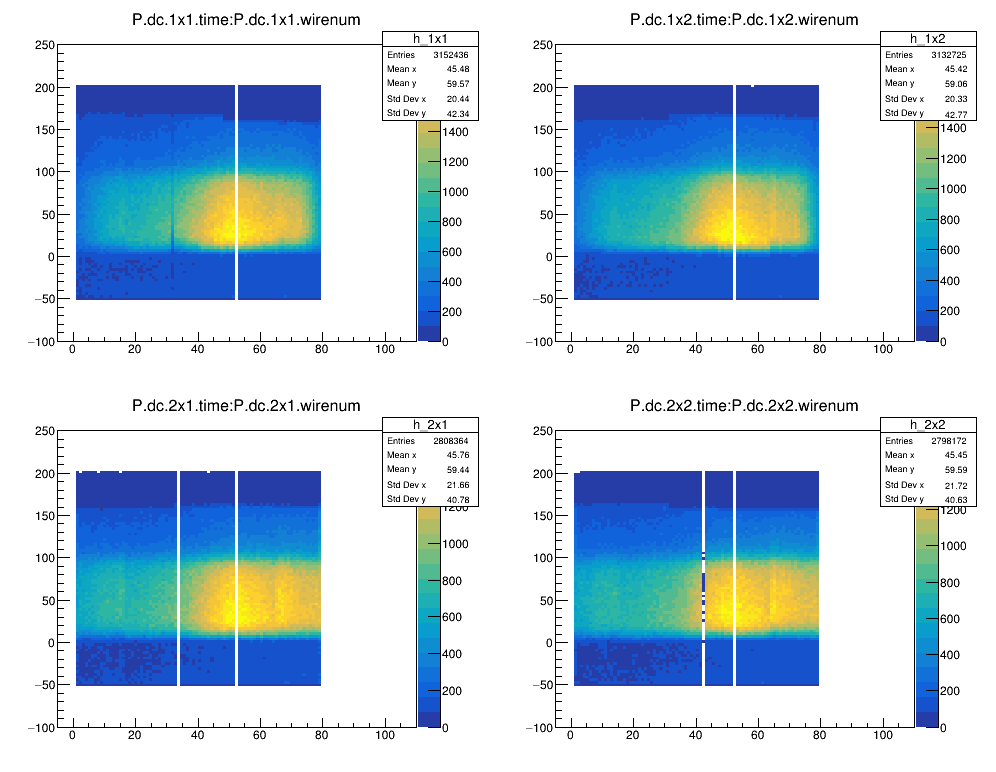 P.dc.1x1.time:P.dc.1x1.wirenum
h_1x1
Entries 3152436
Mean x 45.48
Mean y 59.57
Std Dev x 20.44
Std Dev y 42.34
250
200
150
100
50
0
−50
−100
0 20 40 60 80 100
1400
1200
1000
800
600
400
200
0
P.dc.1x2.time:P.dc.1x2.wirenum
h_1x2
Entries 3132725
Mean x 45.42
Mean y 59.06
Std Dev x 20.33
Std Dev y 42.77
250
200
150
100
50
0
−50
−100
0 20 40 60 80 100
1400
1200
1000
800
600
400
200
0
P.dc.2x1.time:P.dc.2x1.wirenum
h_2x1
Entries 2808364
Mean x 45.76
Mean y 59.44
Std Dev x 21.66
Std Dev y 40.78
250
200
150
100
50
0
−50
−100
0 20 40 60 80 100
1200
1000
800
600
400
200
0
P.dc.2x2.time:P.dc.2x2.wirenum
h_2x2
Entries 2798172
Mean x 45.45
Mean y 59.59
Std Dev x 21.72
Std Dev y 40.63
250
200
150
100
50
0
−50
−100
0 20 40 60 80 100
1200
1000
800
600
400
200
0